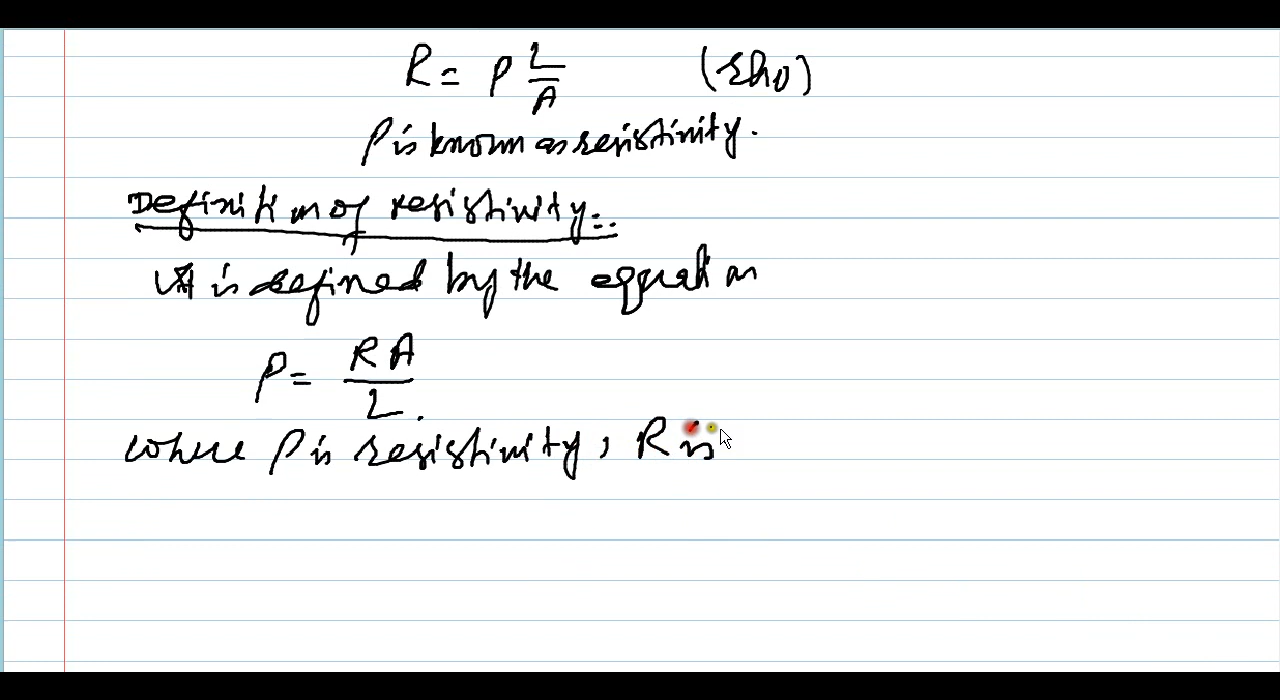 R = ρ L/A (rho)
ρ is known as resistivity.
Definition of resistivity:-
It is defined by the equation
ρ = RA/L.
where ρ is resistivity, R is